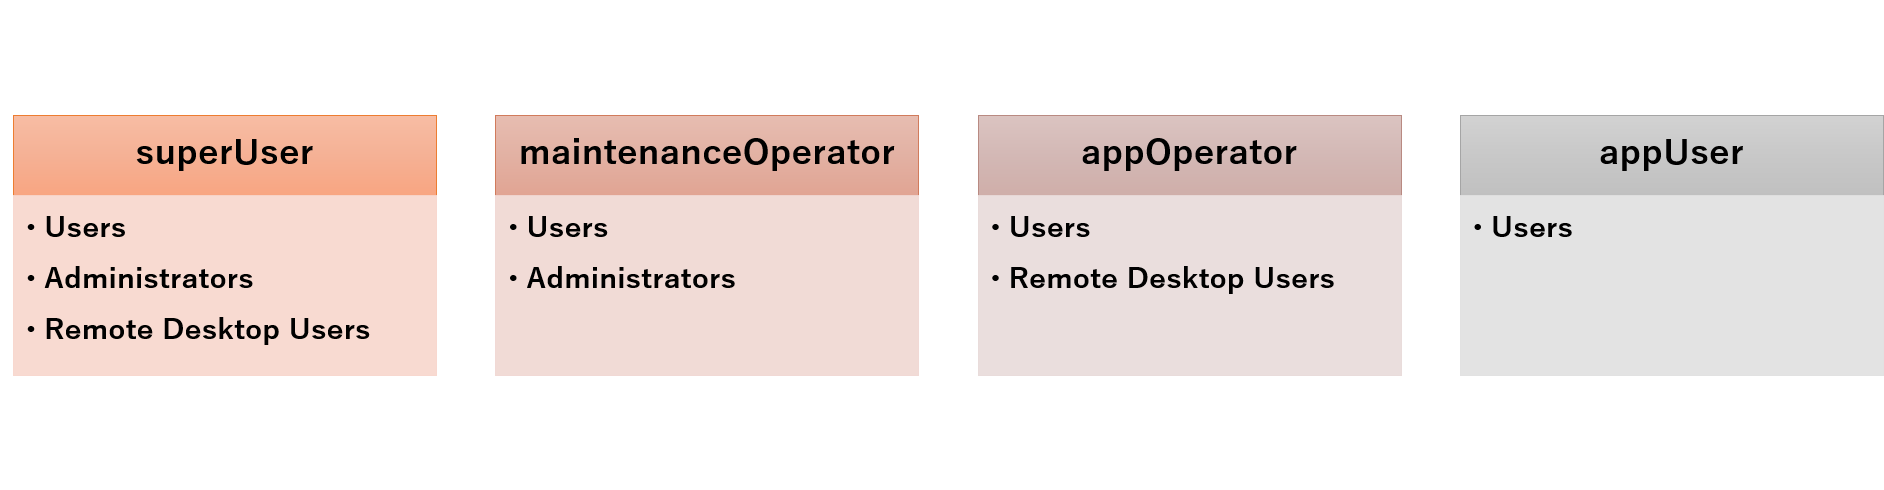 superUser
・Users
・Administrators
・Remote Desktop Users
maintenanceOperator
・Users
・Administrators
appOperator
・Users
・Remote Desktop Users
appUser
・Users